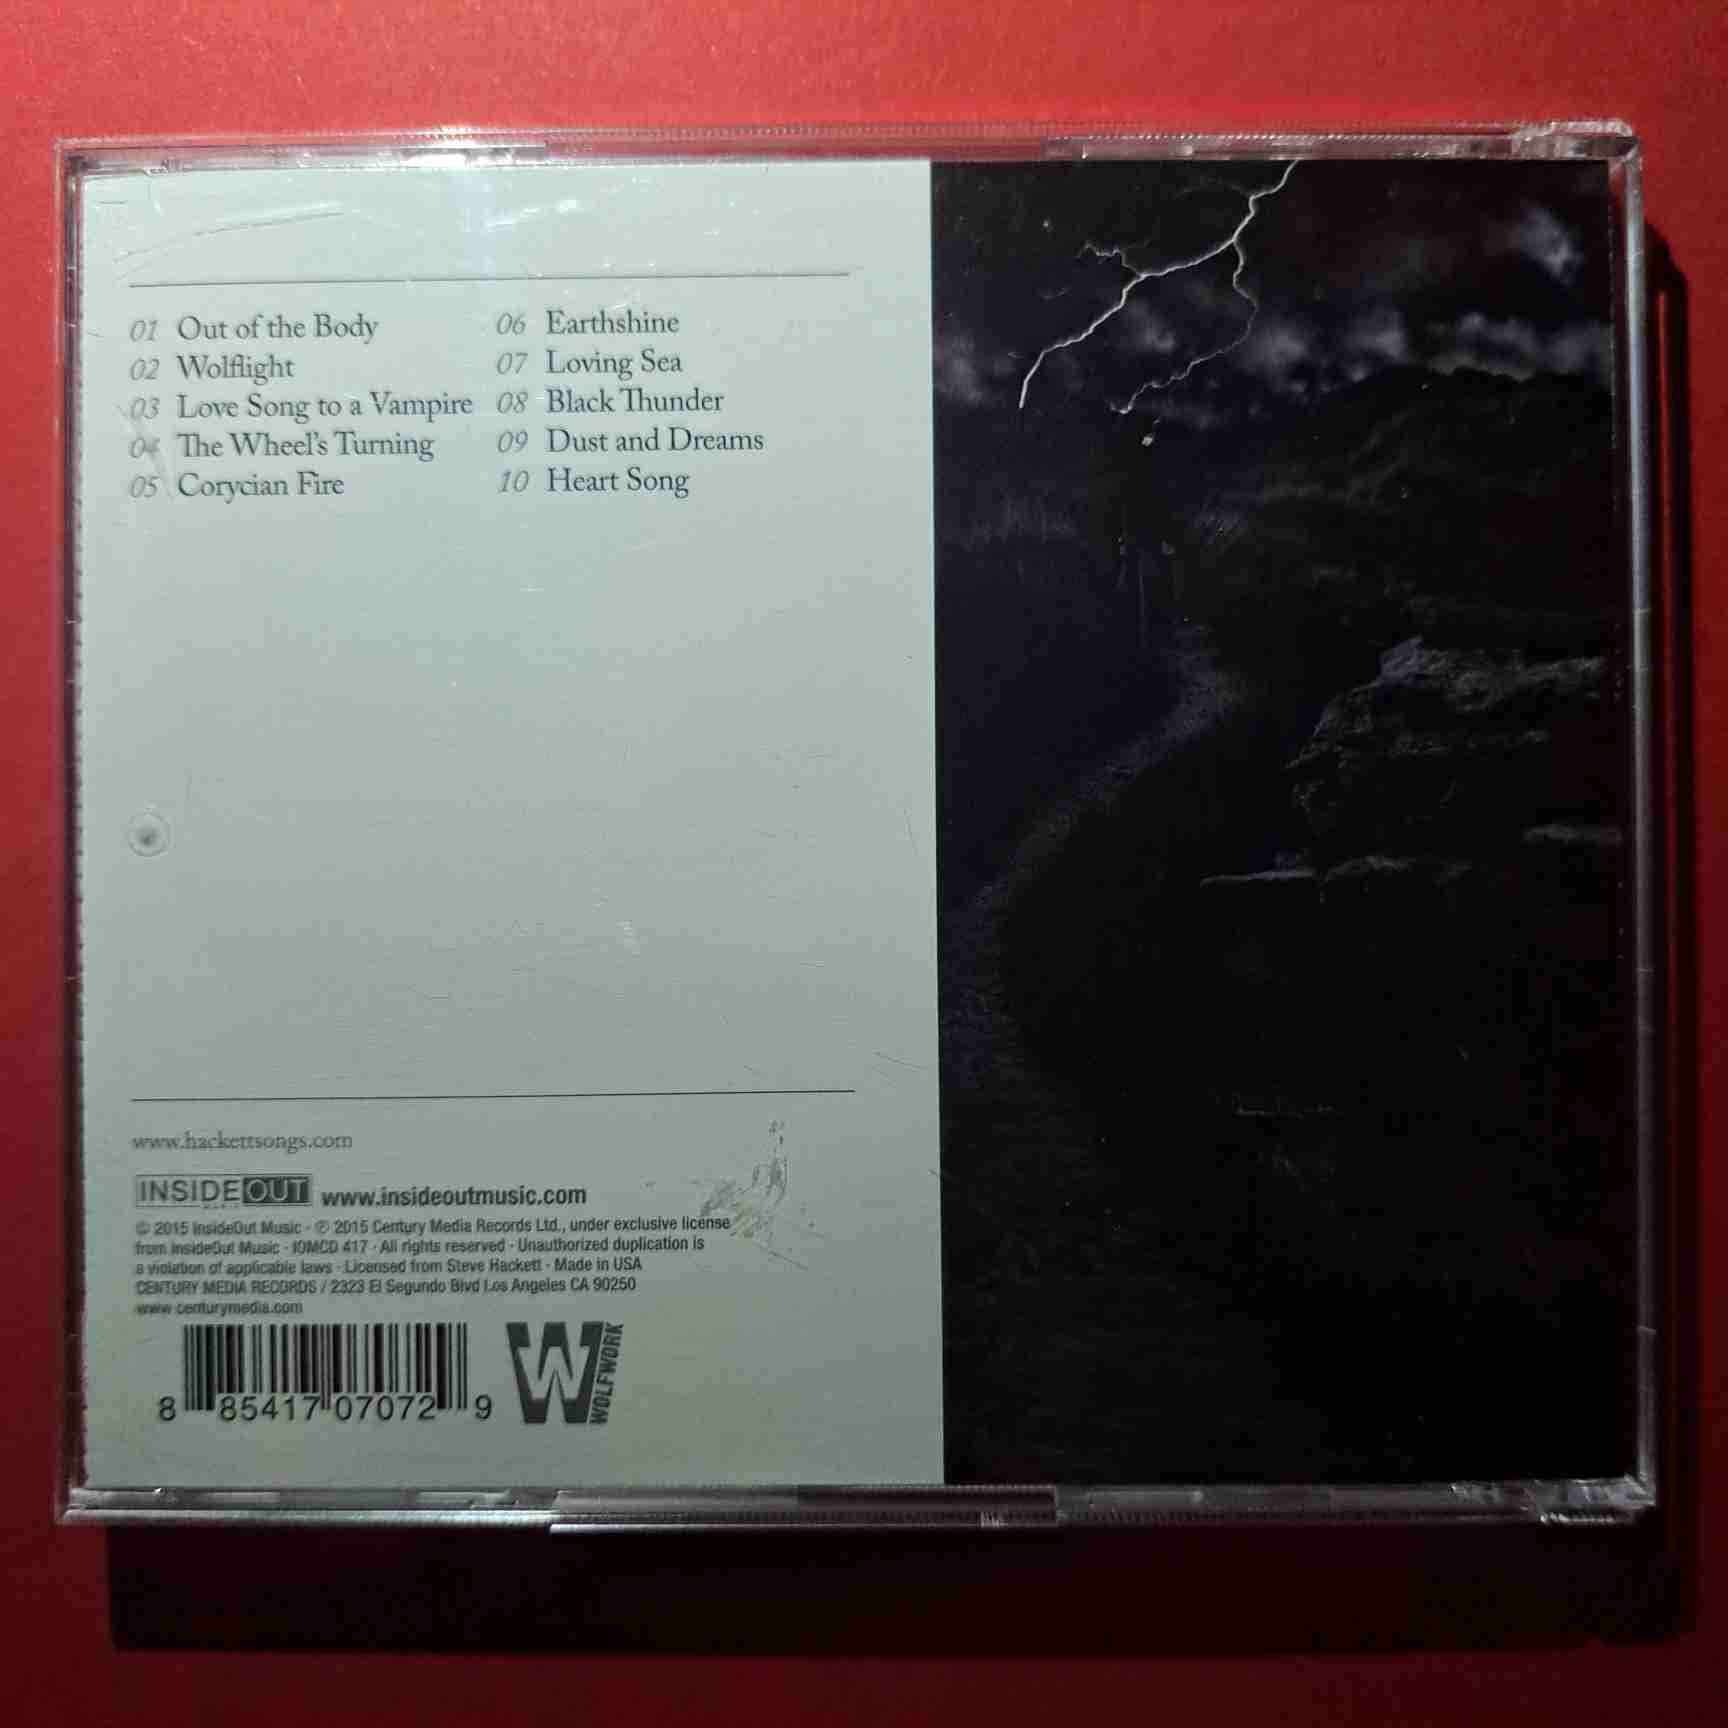 01 Out of the Body
02 Wolflight
03 Love Song to a Vampire
04 The Wheel's Turning
05 Corycian Fire
06 Earthshine
07 Loving Sea
08 Black Thunder
09 Dust and Dreams
10 Heart Song
www.hackettsongs.com
INSIDEOUT MUSIC www.insideoutmusic.com
© 2015 InsideOut Music · ℗ 2015 Century Media Records Ltd., under exclusive license
from InsideOut Music · IOMCD 417 · All rights reserved · Unauthorized duplication is
a violation of applicable laws · Licensed from Steve Hackett · Made in USA
CENTURY MEDIA RECORDS / 2323 El Segundo Blvd Los Angeles CA 90250
www centurymedia.com
8 85417 07072 9
W WOLFWORK